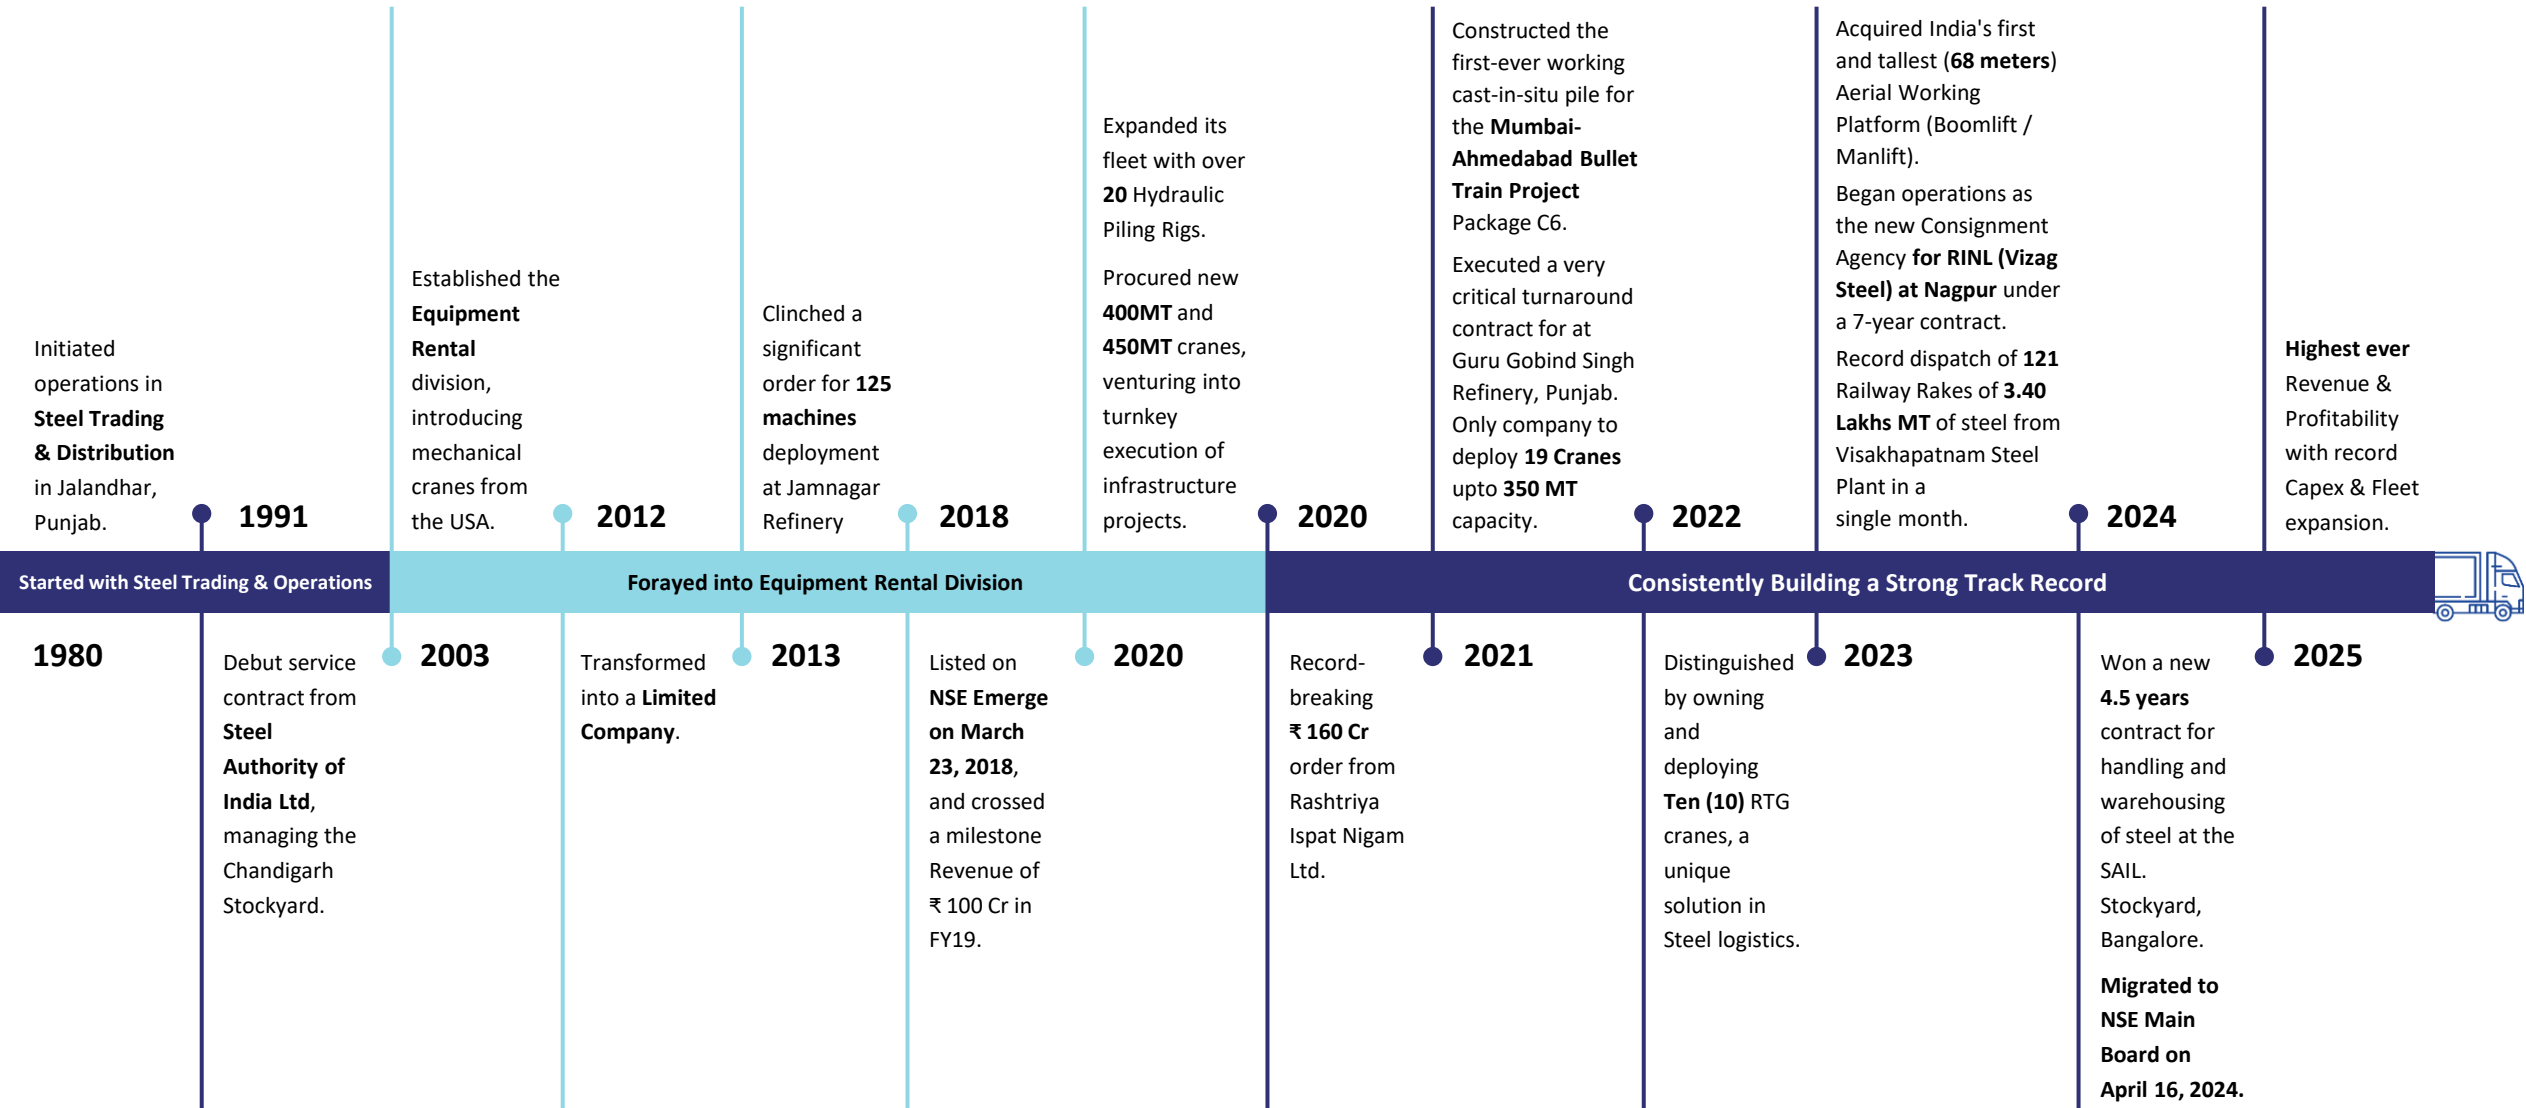 Initiated
operations in
Steel Trading
& Distribution
in Jalandhar,
Punjab.
1980
1991
Debut service
contract from
Steel
Authority of
India Ltd,
managing the
Chandigarh
Stockyard.
Established the
Equipment
Rental
division,
introducing
mechanical
cranes from
the USA.
2003
2012
Transformed
into a Limited
Company.
Clinched a
significant
order for 125
machines
deployment
at Jamnagar
Refinery
2013
2018
Listed on
NSE Emerge
on March
23, 2018,
and crossed
a milestone
Revenue of
₹ 100 Cr in
FY19.
Expanded its
fleet with over
20 Hydraulic
Piling Rigs.
Procured new
400MT and
450MT cranes,
venturing into
turnkey
execution of
infrastructure
projects.
2020
2020
Record-
breaking
₹ 160 Cr
order from
Rashtriya
Ispat Nigam
Ltd.
Constructed the
first-ever working
cast-in-situ pile for
the Mumbai-
Ahmedabad Bullet
Train Project
Package C6.
Executed a very
critical turnaround
contract for at
Guru Gobind Singh
Refinery, Punjab.
Only company to
deploy 19 Cranes
upto 350 MT
capacity.
2021
2022
Distinguished
by owning
and
deploying
Ten (10) RTG
cranes, a
unique
solution in
Steel logistics.
Acquired India's first
and tallest (68 meters)
Aerial Working
Platform (Boomlift /
Manlift).
Began operations as
the new Consignment
Agency for RINL (Vizag
Steel) at Nagpur under
a 7-year contract.
Record dispatch of 121
Railway Rakes of 3.40
Lakhs MT of steel from
Visakhapatnam Steel
Plant in a
single month.
2023
2024
Won a new
4.5 years
contract for
handling and
warehousing
of steel at the
SAIL.
Stockyard,
Bangalore.
Migrated to
NSE Main
Board on
April 16, 2024.
Highest ever
Revenue &
Profitability
with record
Capex & Fleet
expansion.
2025
Started with Steel Trading & Operations
Forayed into Equipment Rental Division
Consistently Building a Strong Track Record